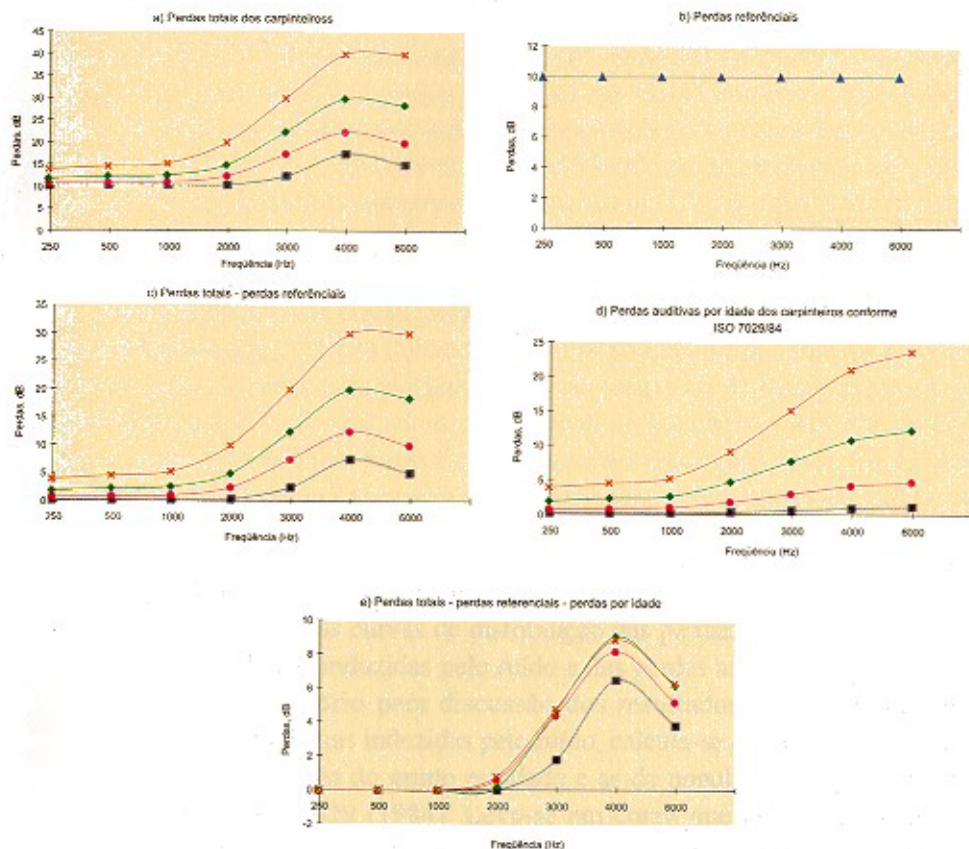 a) Perdas totais dos carpinteiross
45
40
35
30
25
20
15
10
5
0
Perdas, dB
250 500 1000 2000 3000 4000 6000
Freqüência (Hz)
b) Perdas referênciais
12
10
8
6
4
2
0
Perdas, dB
250 500 1000 2000 3000 4000 6000
Freqüência (Hz)
c) Perdas totais - perdas referênciais
35
30
25
20
15
10
5
0
Perdas, dB
250 500 1000 2000 3000 4000 6000
Freqüência (Hz)
d) Perdas auditivas por idade dos carpinteiros conforme
ISO 7029/84
25
20
15
10
5
0
Perdas, dB
250 500 1000 2000 3000 4000 6000
Freqüência (Hz)
e) Perdas totais - perdas referenciais - perdas por idade
10
8
6
4
2
0
-2
Perdas, dB
250 500 1000 2000 3000 4000 6000
Freqüência (Hz)